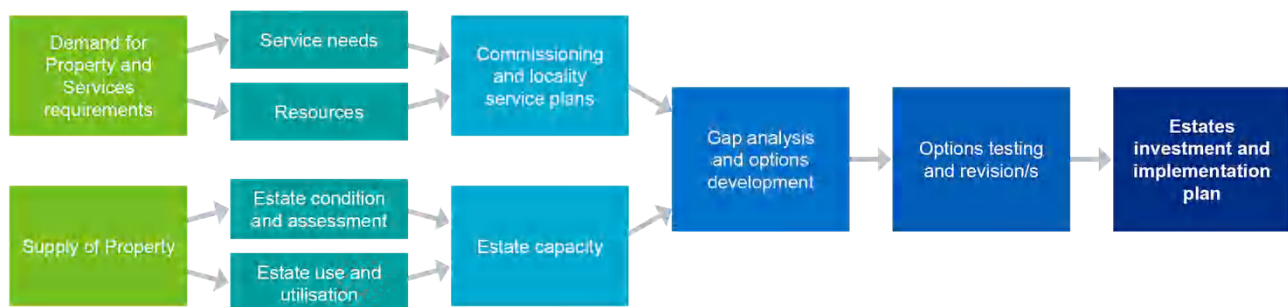 Demand for
Property and
Services
requirements
Service needs
Resources
Commissioning
and locality
service plans
Supply of Property
Estate condition
and assessment
Estate use and
utilisation
Estate capacity
Gap analysis
and options
development
Options testing
and revision/s
Estates
investment and
implementation
plan